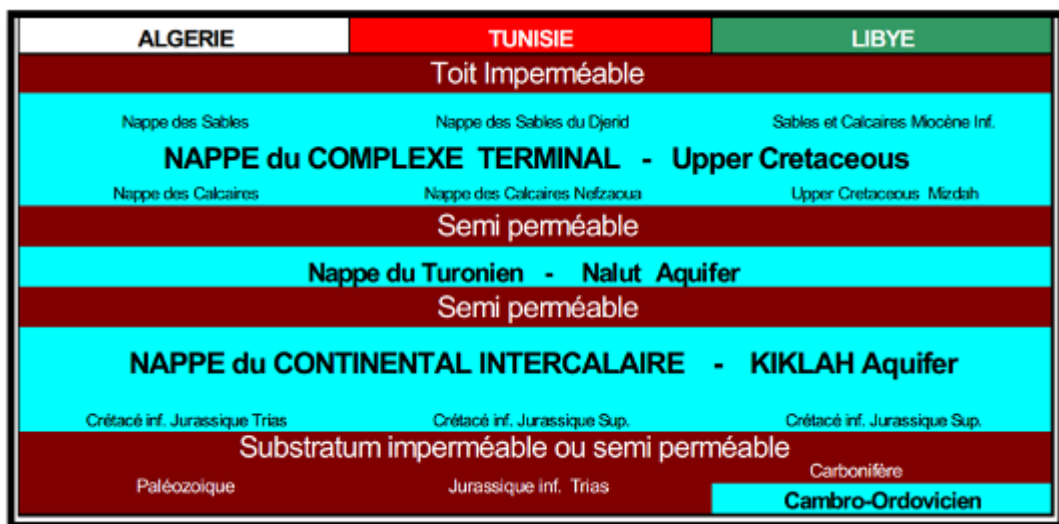 ALGERIE TUNISIE LIBYE
Toit Imperméable
Nappe des Sables Nappe des Sables du Djerid Sables et Calcaires Miocène Inf.
NAPPE du COMPLEXE TERMINAL - Upper Cretaceous
Nappe des Calcaires Nappe des Calcaires Nefzaoua Upper Cretaceous Mizdah
Semi perméable
Nappe du Turonien - Nalut Aquifer
Semi perméable
NAPPE du CONTINENTAL INTERCALAIRE - KIKLAH Aquifer
Crétacé inf. Jurassique Trias Crétacé inf. Jurassique Sup. Crétacé inf. Jurassique Sup.
Substratum imperméable ou semi perméable
Paléozoique Jurassique inf. Trias Carbonifère
Cambro-Ordovicien